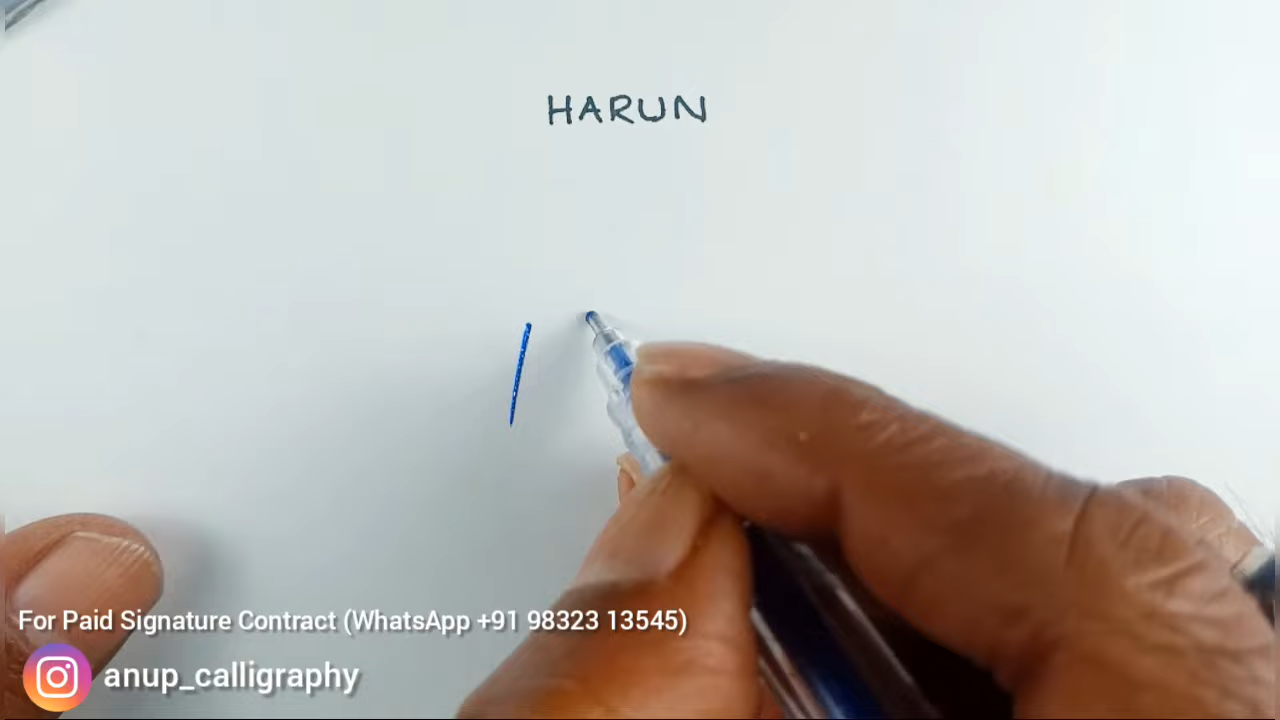 HARUN
For Paid Signature Contract (WhatsApp +91 98323 13545)
anup_calligraphy